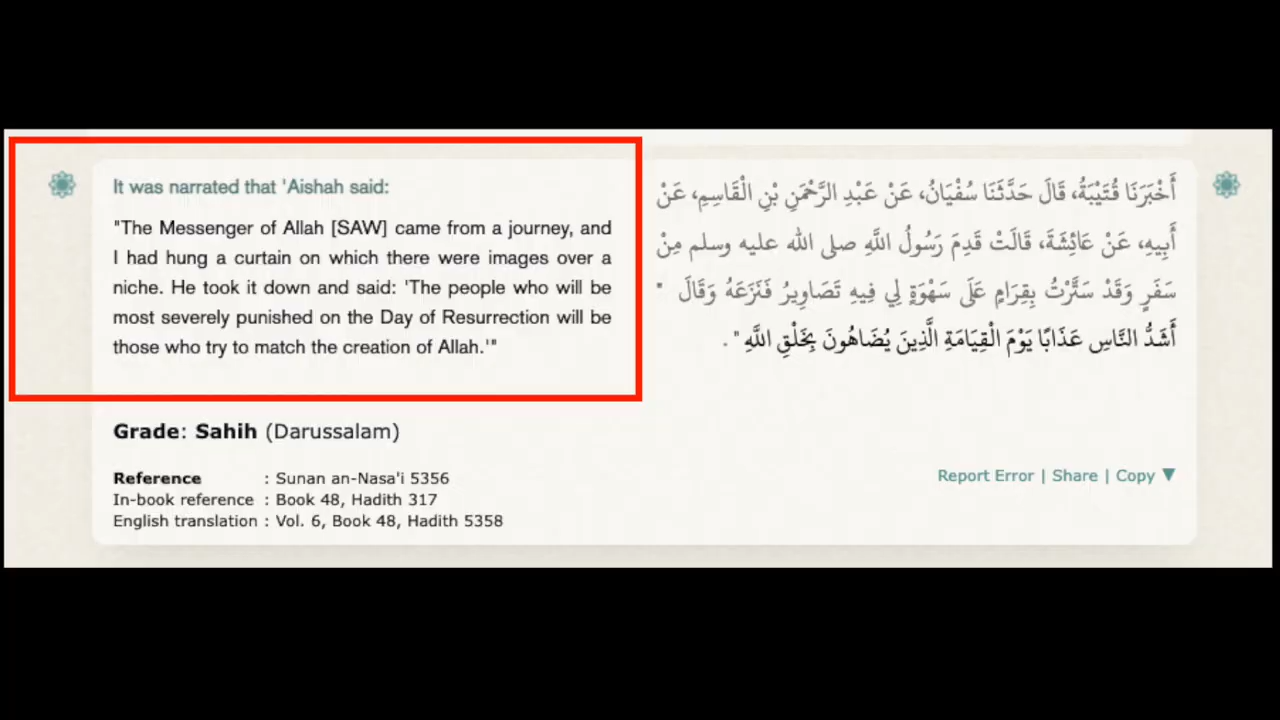 It was narrated that 'Aishah said:
"The Messenger of Allah [SAW] came from a journey, and
I had hung a curtain on which there were images over a
niche. He took it down and said: 'The people who will be
most severely punished on the Day of Resurrection will be
those who try to match the creation of Allah.'"
أَخْبَرَنَا قُتَيْبَةُ، قَالَ حَدَّثَنَا سُفْيَانُ، عَنْ عَبْدِ الرَّحْمَنِ بْنِ الْقَاسِمِ، عَنْ
أَبِيهِ، عَنْ عَائِشَةَ، قَالَتْ قَدِمَ رَسُولُ اللَّهِ صلى الله عليه وسلم مِنْ
سَفَرٍ وَقَدْ سَتَّرْتُ بِقِرَامٍ عَلَى سَهْوَةٍ لِي فِيهِ تَصَاوِيرُ فَنَزَعَهُ وَقَالَ ‏"‏
أَشَدُّ النَّاسِ عَذَابًا يَوْمَ الْقِيَامَةِ الَّذِينَ يُضَاهُونَ بِخَلْقِ اللَّهِ ‏"‏ ‏.‏
Grade: Sahih (Darussalam)
Reference : Sunan an-Nasa'i 5356
In-book reference : Book 48, Hadith 317
English translation : Vol. 6, Book 48, Hadith 5358
Report Error | Share | Copy ▼